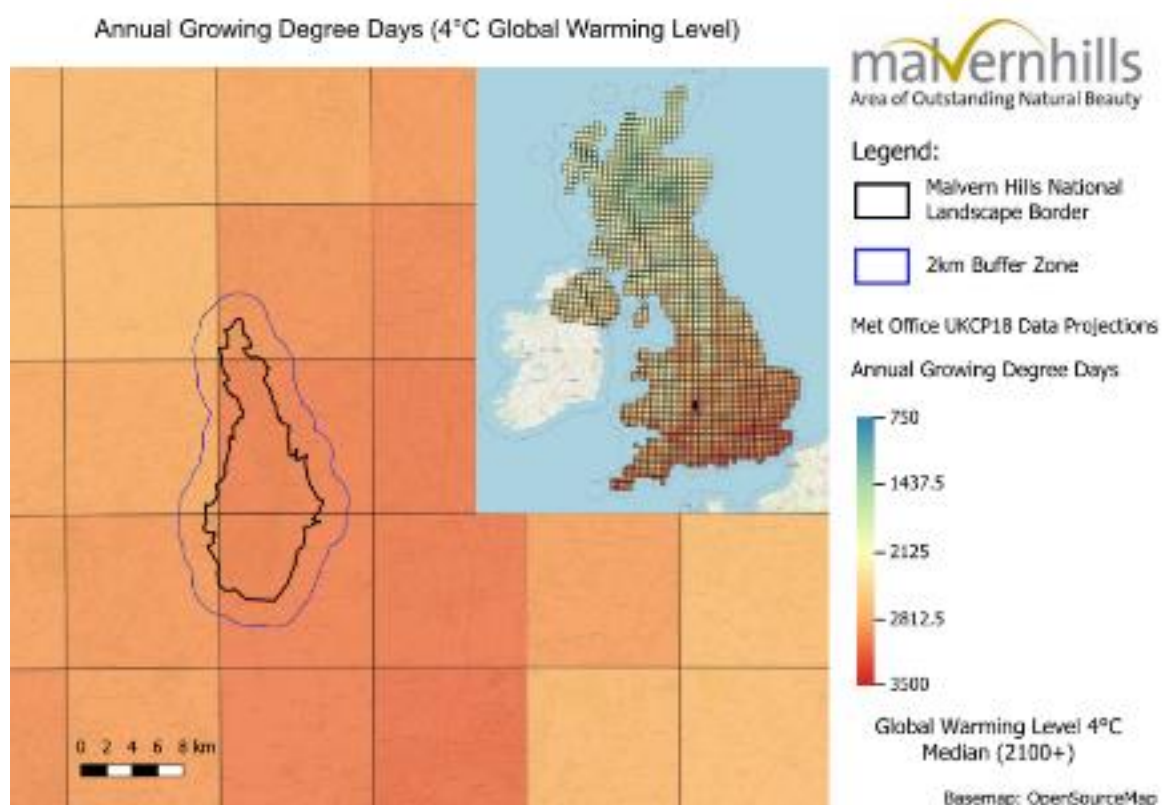 Annual Growing Degree Days (4°C Global Warming Level)
malvernhills
Area of Outstanding Natural Beauty
Legend:
Malvern Hills National
Landscape Border
2km Buffer Zone
Met Office UKCP18 Data Projections
Annual Growing Degree Days
750
1437.5
2125
2812.5
3500
0 2 4 6 8 km
Global Warming Level 4°C
Median (2100+)
Basemap: OpenSourceMap